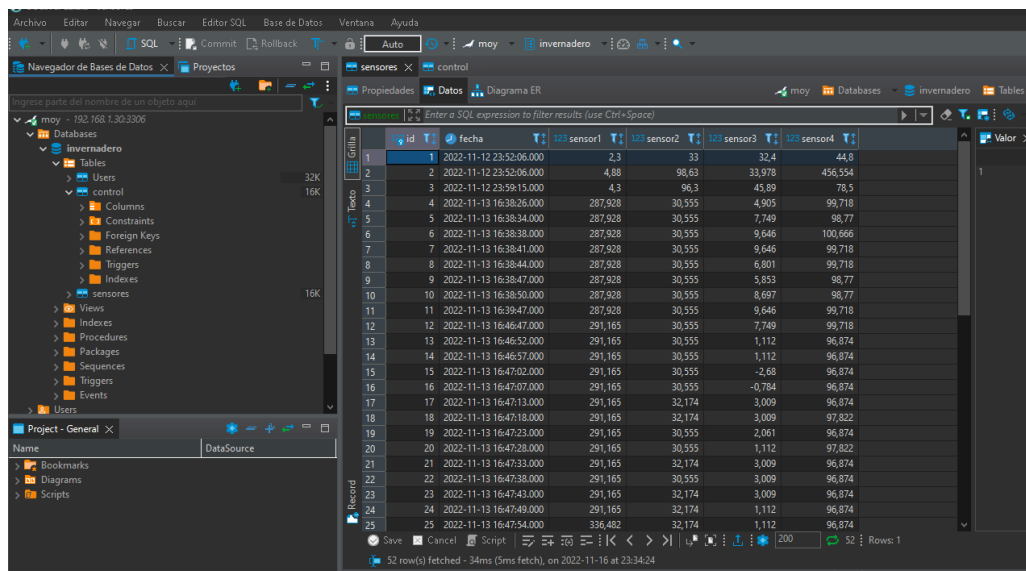 Archivo Editar Navegar Buscar Editor SQL Base de Datos Ventana Ayuda
SQL Commit Rollback Auto moy invernadero
Navegador de Bases de Datos Proyectos
Ingrese parte del nombre de un objeto aquí
moy - 192.168.1.30:3306
Databases
invernadero
Tables
Users 32K
control 16K
Columns
Constraints
Foreign Keys
References
Triggers
Indexes
sensores 16K
Views
Indexes
Procedures
Packages
Sequences
Triggers
Events
Users
Project - General
Name DataSource
Bookmarks
Diagrams
Scripts
sensores control
Propiedades Datos Diagrama ER moy Databases invernadero Tables
sensores Enter a SQL expression to filter results (use Ctrl+Space)
Grilla
Texto
Record
id fecha 123 sensor1 123 sensor2 123 sensor3 123 sensor4
1 1 2022-11-12 23:52:06.000 2,3 33 32,4 44,8
2 2 2022-11-12 23:52:06.000 4,88 98,63 33,978 456,554
3 3 2022-11-12 23:59:15.000 4,3 96,3 45,89 78,5
4 4 2022-11-13 16:38:26.000 287,928 30,555 4,905 99,718
5 5 2022-11-13 16:38:34.000 287,928 30,555 7,749 98,77
6 6 2022-11-13 16:38:38.000 287,928 30,555 9,646 100,666
7 7 2022-11-13 16:38:41.000 287,928 30,555 9,646 99,718
8 8 2022-11-13 16:38:44.000 287,928 30,555 6,801 99,718
9 9 2022-11-13 16:38:47.000 287,928 30,555 5,853 98,77
10 10 2022-11-13 16:38:50.000 287,928 30,555 8,697 98,77
11 11 2022-11-13 16:39:47.000 287,928 30,555 9,646 99,718
12 12 2022-11-13 16:46:47.000 291,165 30,555 7,749 99,718
13 13 2022-11-13 16:46:52.000 291,165 30,555 1,112 96,874
14 14 2022-11-13 16:46:57.000 291,165 30,555 1,112 96,874
15 15 2022-11-13 16:47:02.000 291,165 30,555 -2,68 96,874
16 16 2022-11-13 16:47:07.000 291,165 30,555 -0,784 96,874
17 17 2022-11-13 16:47:13.000 291,165 32,174 3,009 96,874
18 18 2022-11-13 16:47:18.000 291,165 32,174 3,009 97,822
19 19 2022-11-13 16:47:23.000 291,165 30,555 2,061 96,874
20 20 2022-11-13 16:47:28.000 291,165 30,555 1,112 97,822
21 21 2022-11-13 16:47:33.000 291,165 32,174 3,009 96,874
22 22 2022-11-13 16:47:38.000 291,165 30,555 3,009 96,874
23 23 2022-11-13 16:47:43.000 291,165 32,174 3,009 96,874
24 24 2022-11-13 16:47:49.000 291,165 32,174 1,112 96,874
25 25 2022-11-13 16:47:54.000 336,482 32,174 1,112 96,874
Valor
1
Save Cancel Script 200 52 Rows: 1
52 row(s) fetched - 34ms (5ms fetch), on 2022-11-16 at 23:34:24